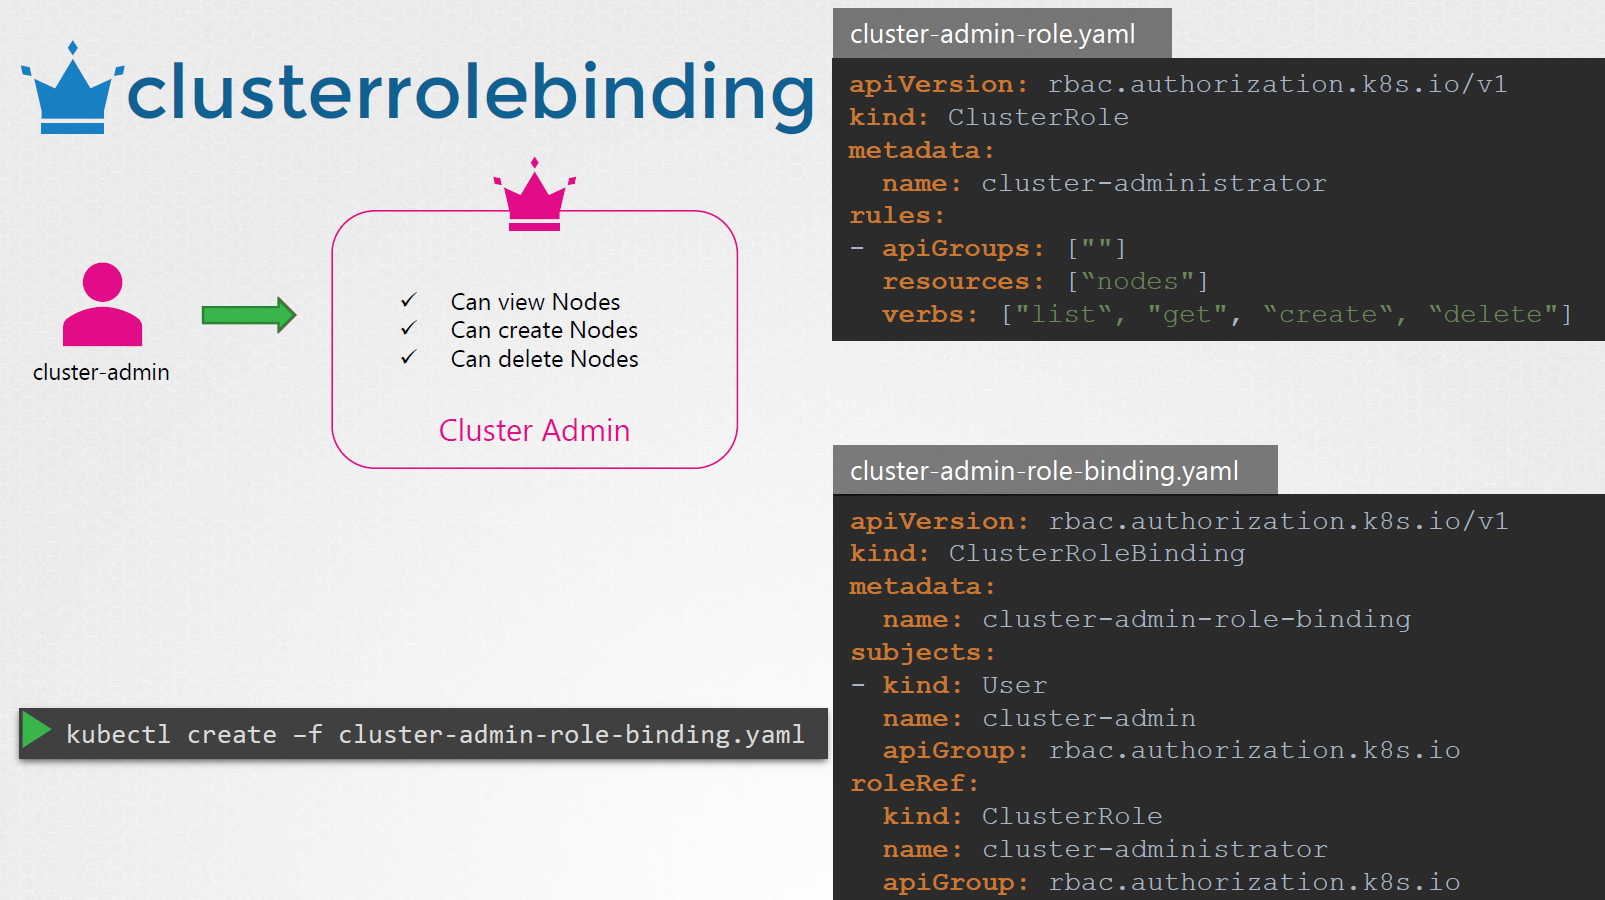 clusterrolebinding
cluster-admin
✓ Can view Nodes
✓ Can create Nodes
✓ Can delete Nodes
Cluster Admin
kubectl create –f cluster-admin-role-binding.yaml
cluster-admin-role.yaml
apiVersion: rbac.authorization.k8s.io/v1
kind: ClusterRole
metadata:
  name: cluster-administrator
rules:
- apiGroups: [""]
  resources: [“nodes"]
  verbs: ["list“, "get", “create“, “delete"]
cluster-admin-role-binding.yaml
apiVersion: rbac.authorization.k8s.io/v1
kind: ClusterRoleBinding
metadata:
  name: cluster-admin-role-binding
subjects:
- kind: User
  name: cluster-admin
  apiGroup: rbac.authorization.k8s.io
roleRef:
  kind: ClusterRole
  name: cluster-administrator
  apiGroup: rbac.authorization.k8s.io